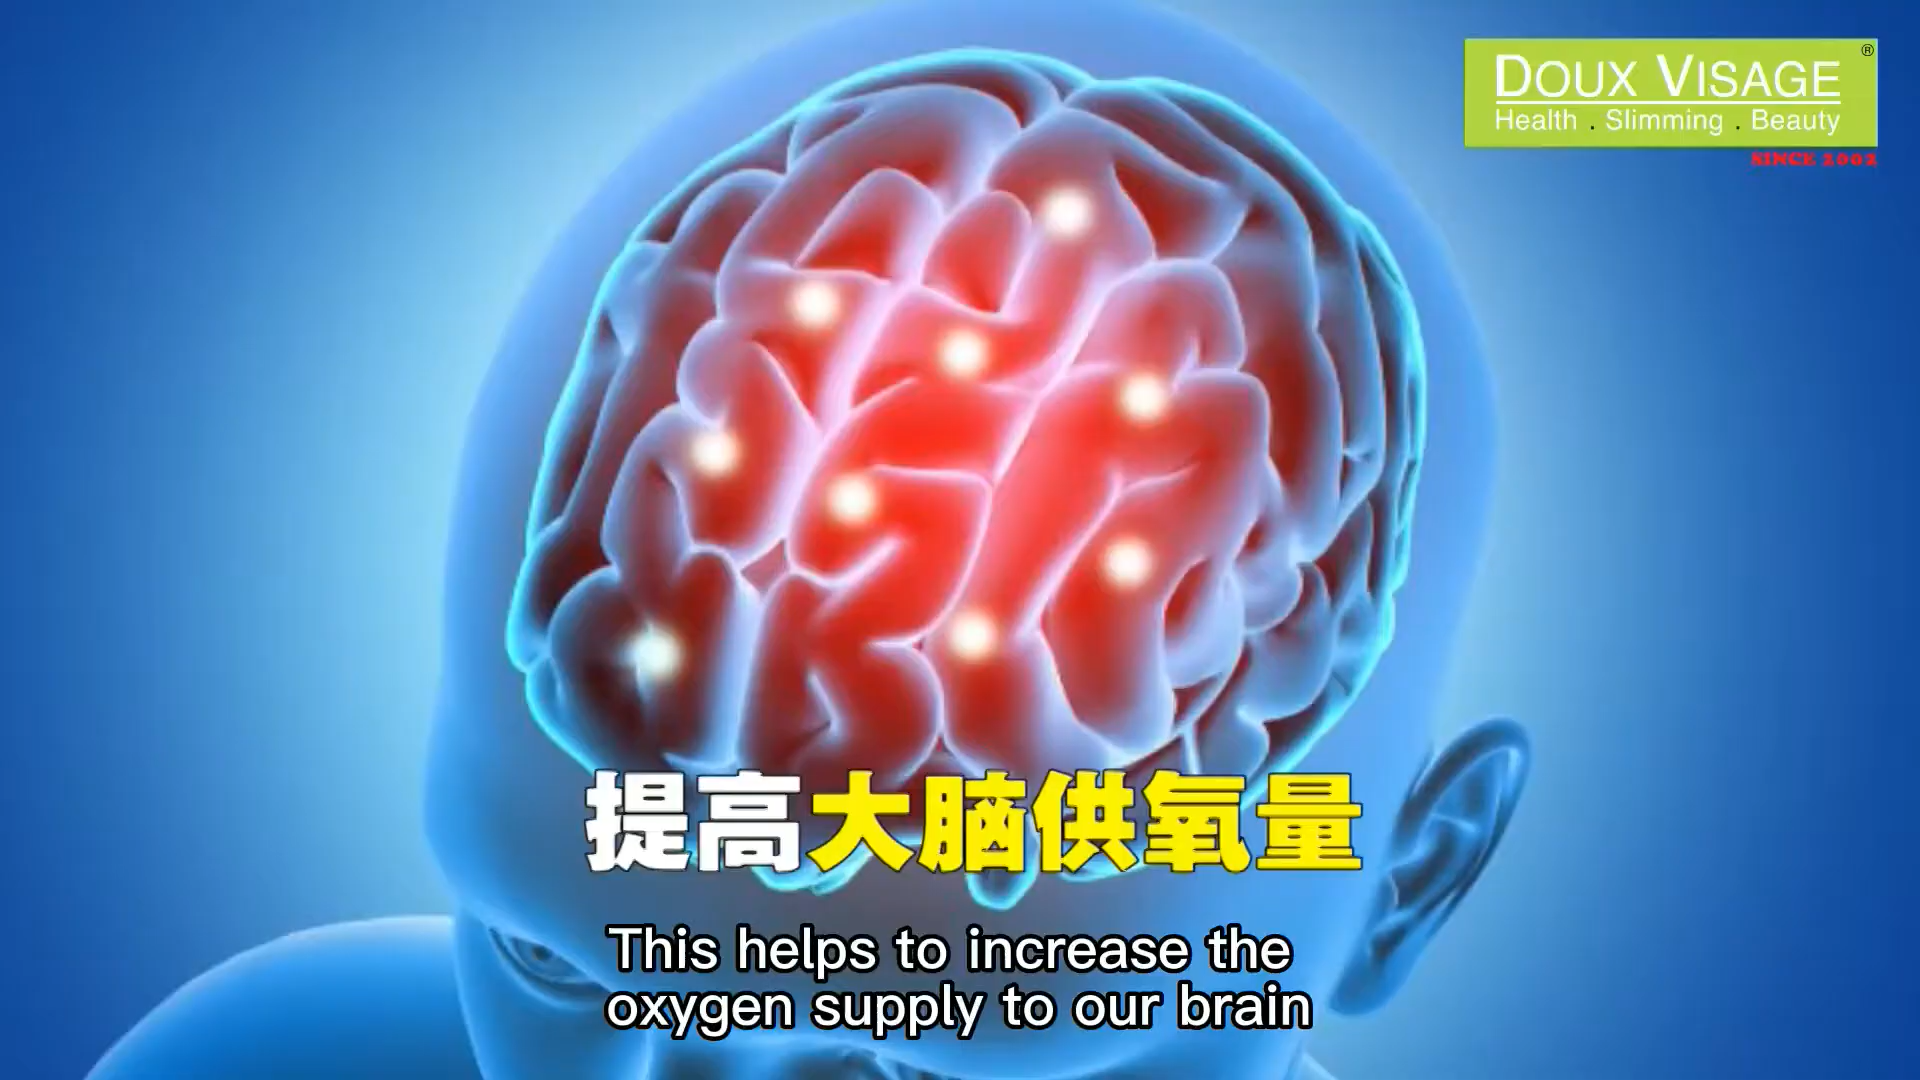 DOUX VISAGE®
Health . Slimming . Beauty
SINCE 2002
提高大脑供氧量
This helps to increase the
oxygen supply to our brain